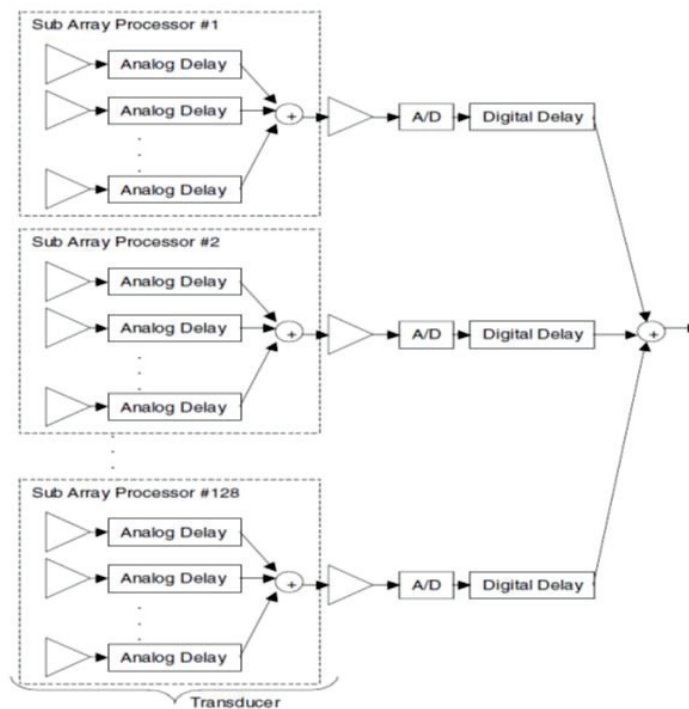 Sub Array Processor #1
Analog Delay
Analog Delay
+
A/D
Digital Delay
Analog Delay
Sub Array Processor #2
Analog Delay
Analog Delay
+
A/D
Digital Delay
+
Analog Delay
Sub Array Processor #128
Analog Delay
Analog Delay
+
A/D
Digital Delay
Analog Delay
Transducer